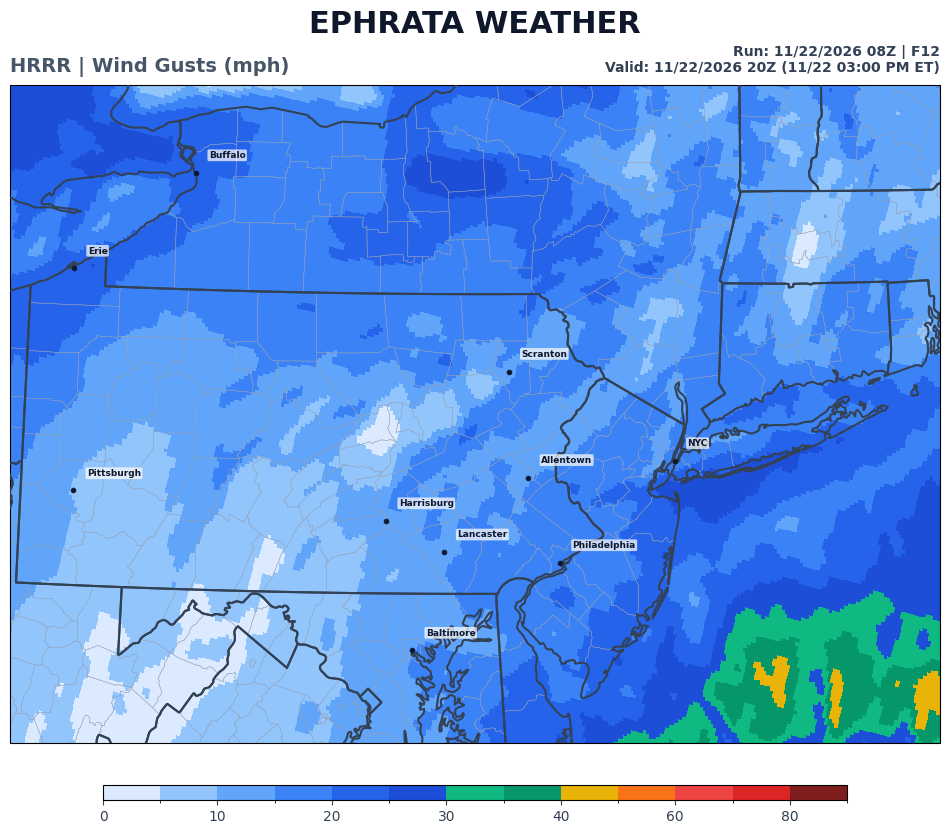 EPHRATA WEATHER
HRRR | Wind Gusts (mph)
Run: 11/22/2026 08Z | F12
Valid: 11/22/2026 20Z (11/22 03:00 PM ET)
Buffalo
Erie
Scranton
NYC
Allentown
Pittsburgh
Harrisburg
Lancaster
Philadelphia
Baltimore
0 10 20 30 40 60 80